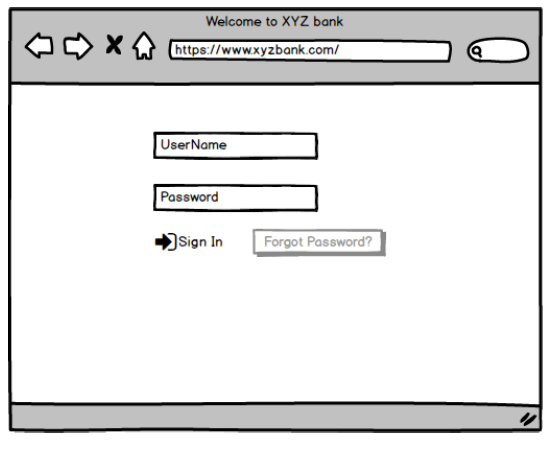 Welcome to XYZ bank
https://www.xyzbank.com/
UserName
Password
Sign In
Forgot Password?